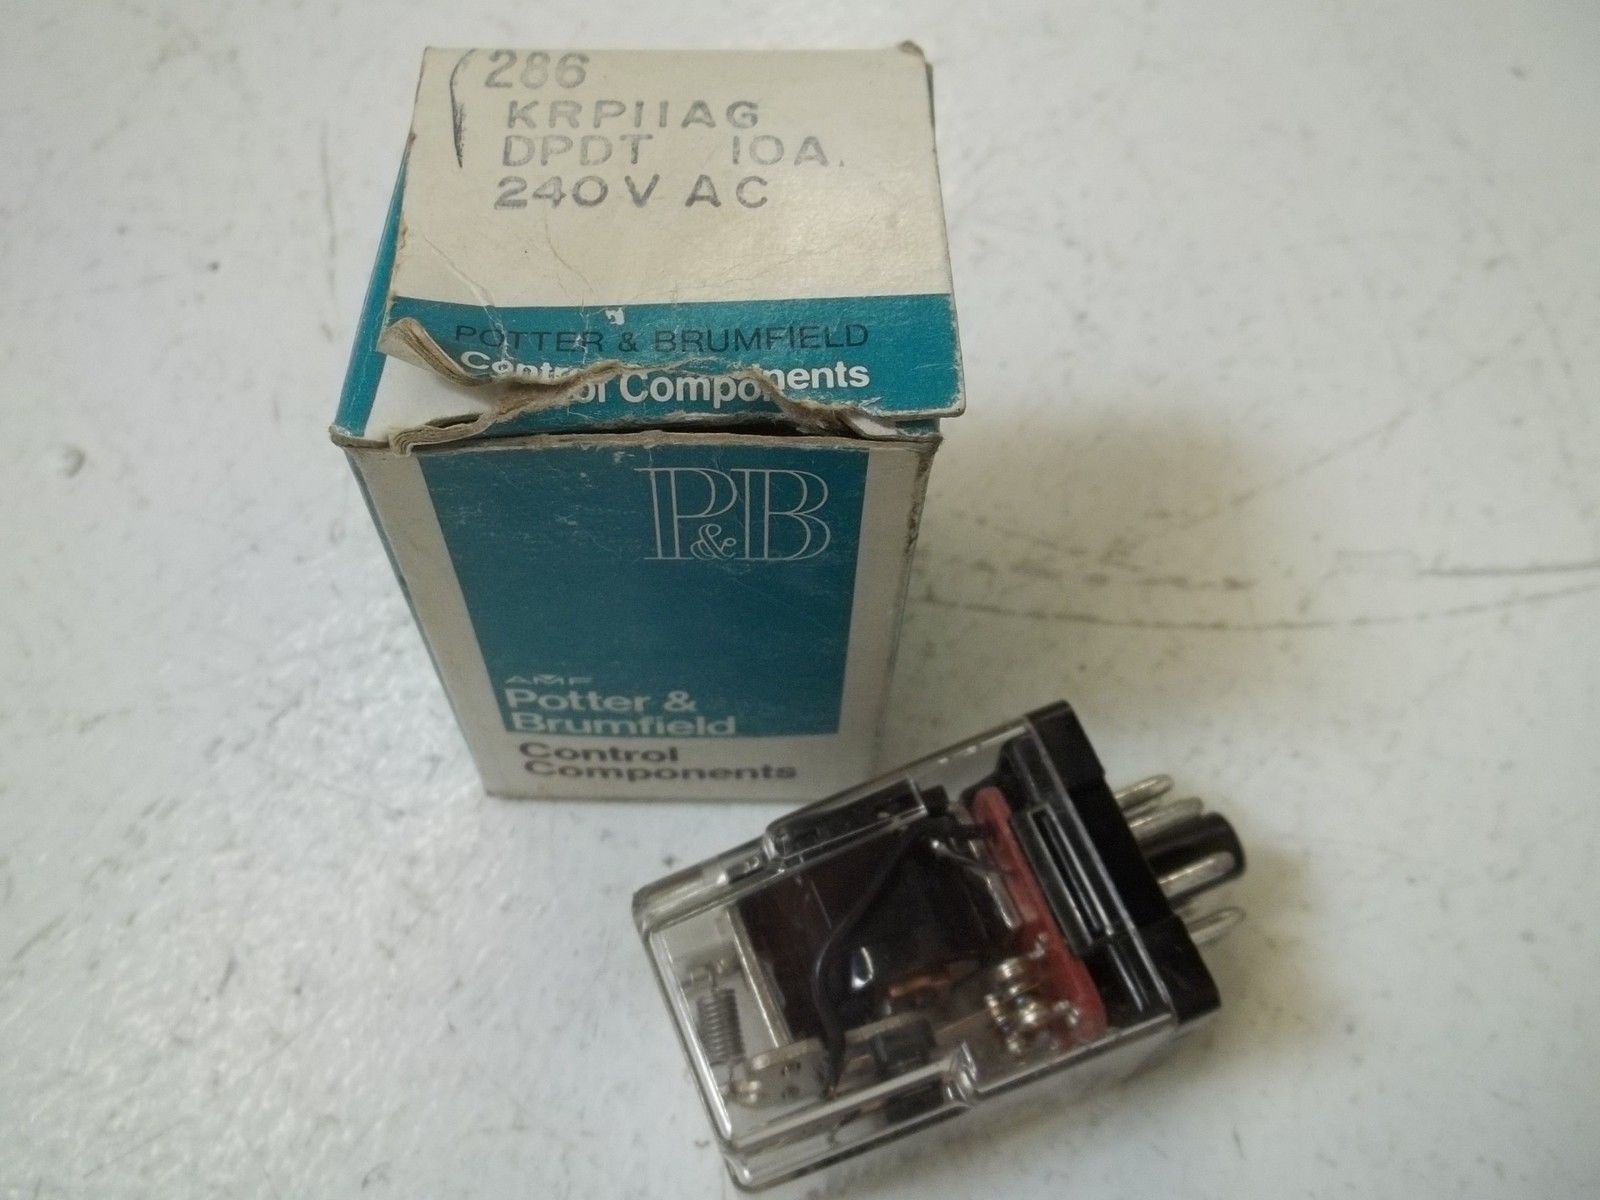 286
KRP11AG
DPDT 10A.
240V AC
POTTER & BRUMFIELD
Control Components
P&B
AMF
Potter &
Brumfield
Control
Components